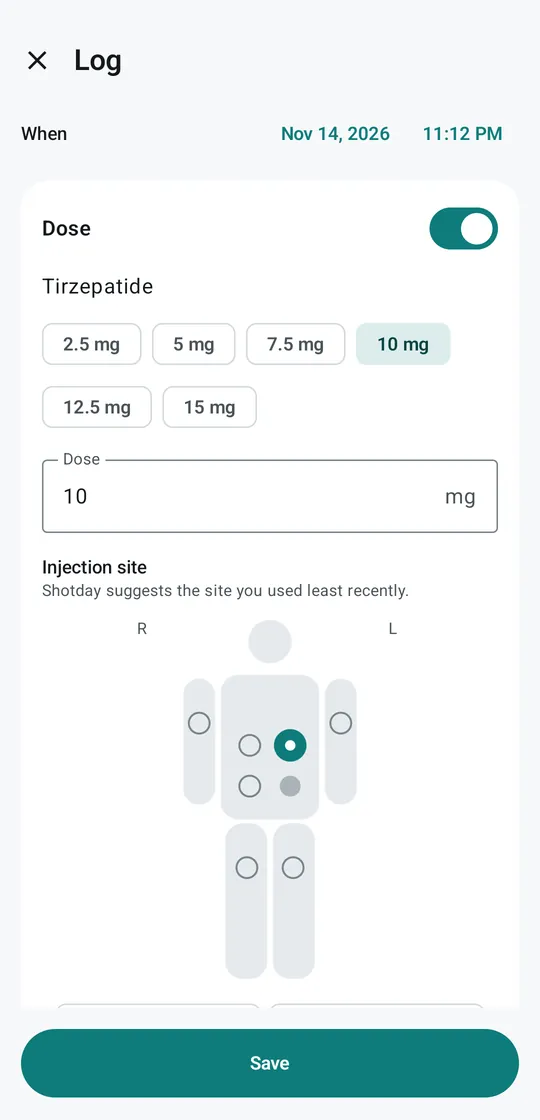 Log
When Nov 14, 2026 11:12 PM
Dose
Tirzepatide
2.5 mg 5 mg 7.5 mg 10 mg
12.5 mg 15 mg
Dose
10 mg
Injection site
Shotday suggests the site you used least recently.
R L
Save